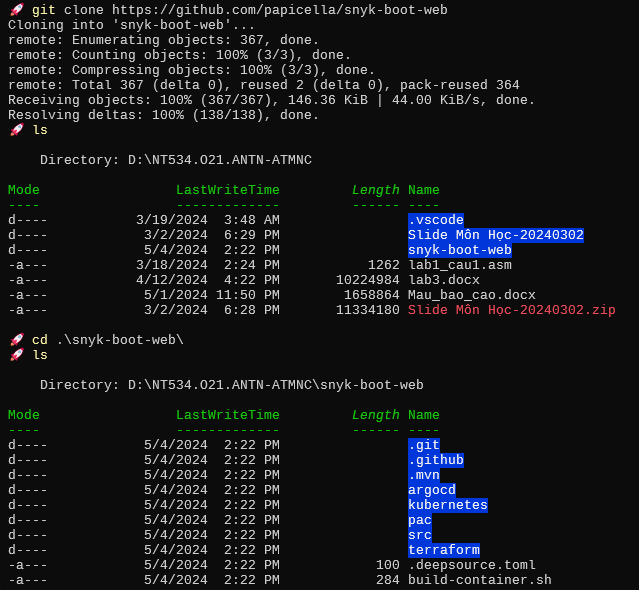 🚀 git clone https://github.com/papicella/snyk-boot-web
Cloning into 'snyk-boot-web'...
remote: Enumerating objects: 367, done.
remote: Counting objects: 100% (3/3), done.
remote: Compressing objects: 100% (3/3), done.
remote: Total 367 (delta 0), reused 2 (delta 0), pack-reused 364
Receiving objects: 100% (367/367), 146.36 KiB | 44.00 KiB/s, done.
Resolving deltas: 100% (138/138), done.
🚀 ls
Directory: D:\NT534.O21.ANTN-ATMNC
Mode LastWriteTime Length Name
---- ------------- ------ ----
d---- 3/19/2024 3:48 AM .vscode
d---- 3/2/2024 6:29 PM Slide Môn Học-20240302
d---- 5/4/2024 2:22 PM snyk-boot-web
-a--- 3/18/2024 2:24 PM 1262 lab1_cau1.asm
-a--- 4/12/2024 4:22 PM 10224984 lab3.docx
-a--- 5/1/2024 11:50 PM 1658864 Mau_bao_cao.docx
-a--- 3/2/2024 6:28 PM 11334180 Slide Môn Học-20240302.zip
🚀 cd .\snyk-boot-web\
🚀 ls
Directory: D:\NT534.O21.ANTN-ATMNC\snyk-boot-web
Mode LastWriteTime Length Name
---- ------------- ------ ----
d---- 5/4/2024 2:22 PM .git
d---- 5/4/2024 2:22 PM .github
d---- 5/4/2024 2:22 PM .mvn
d---- 5/4/2024 2:22 PM argocd
d---- 5/4/2024 2:22 PM kubernetes
d---- 5/4/2024 2:22 PM pac
d---- 5/4/2024 2:22 PM src
d---- 5/4/2024 2:22 PM terraform
-a--- 5/4/2024 2:22 PM 100 .deepsource.toml
-a--- 5/4/2024 2:22 PM 284 build-container.sh